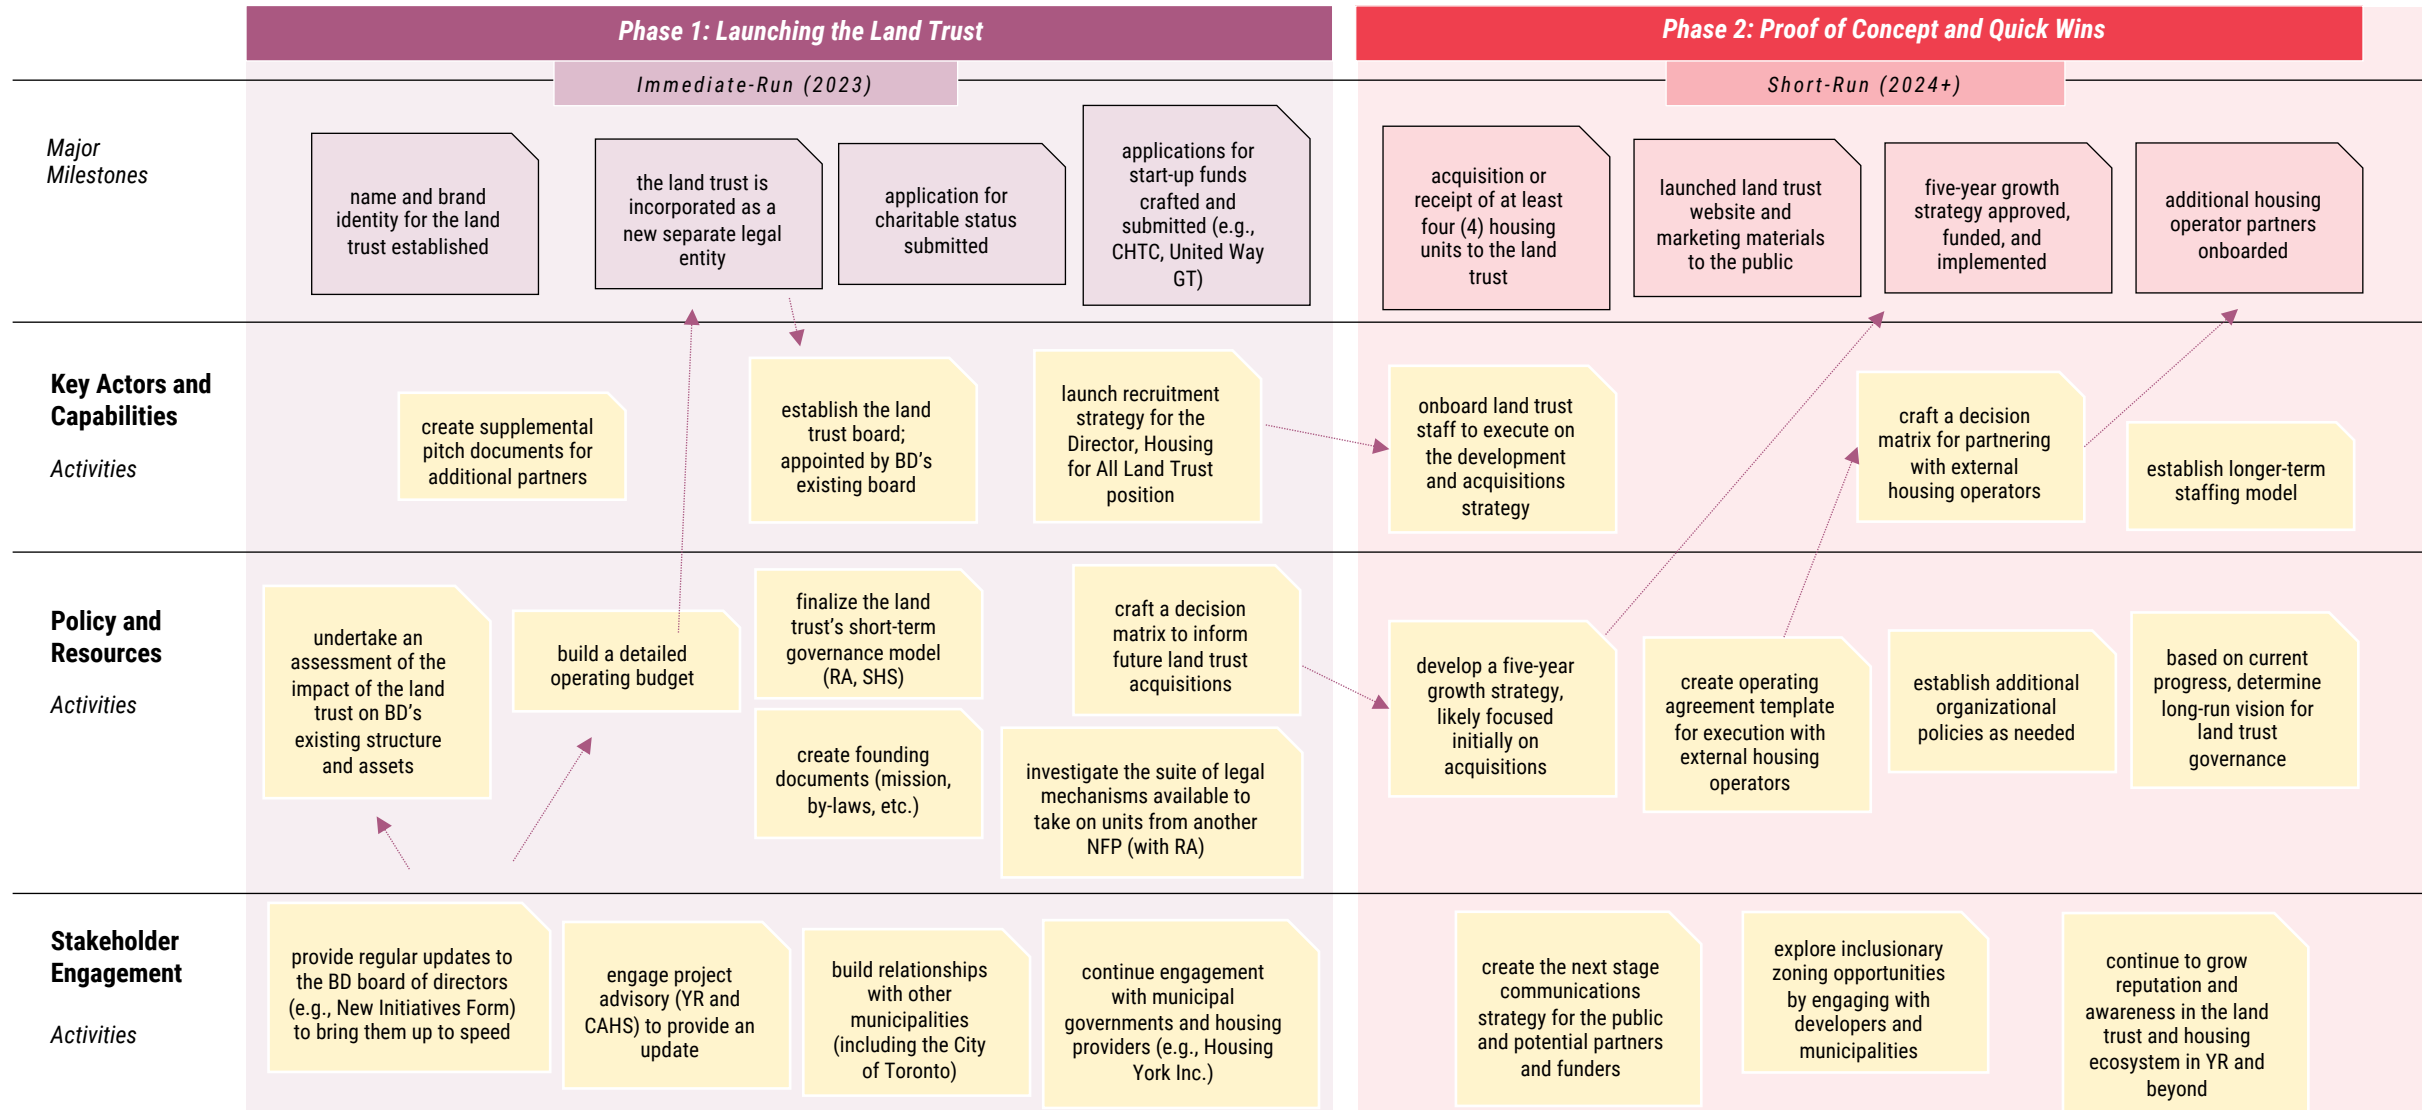 Phase 1: Launching the Land Trust
Phase 2: Proof of Concept and Quick Wins
Immediate-Run (2023)
Short-Run (2024+)
Major
Milestones
name and brand
identity for the land
trust established
the land trust is
incorporated as a
new separate legal
entity
application for
charitable status
submitted
applications for
start-up funds
crafted and
submitted (e.g.,
CHTC, United Way
GT)
acquisition or
receipt of at least
four (4) housing
units to the land
trust
launched land trust
website and
marketing materials
to the public
five-year growth
strategy approved,
funded, and
implemented
additional housing
operator partners
onboarded
Key Actors and
Capabilities
Activities
create supplemental
pitch documents for
additional partners
establish the land
trust board;
appointed by BD's
existing board
launch recruitment
strategy for the
Director, Housing
for All Land Trust
position
onboard land trust
staff to execute on
the development
and acquisitions
strategy
craft a decision
matrix for partnering
with external
housing operators
establish longer-term
staffing model
Policy and
Resources
Activities
undertake an
assessment of the
impact of the land
trust on BD's
existing structure
and assets
build a detailed
operating budget
finalize the land
trust's short-term
governance model
(RA, SHS)
create founding
documents (mission,
by-laws, etc.)
craft a decision
matrix to inform
future land trust
acquisitions
investigate the suite of legal
mechanisms available to
take on units from another
NFP (with RA)
develop a five-year
growth strategy,
likely focused
initially on
acquisitions
create operating
agreement template
for execution with
external housing
operators
establish additional
organizational
policies as needed
based on current
progress, determine
long-run vision for
land trust
governance
Stakeholder
Engagement
Activities
provide regular updates to
the BD board of directors
(e.g., New Initiatives Form)
to bring them up to speed
engage project
advisory (YR and
CAHS) to provide an
update
build relationships
with other
municipalities
(including the City
of Toronto)
continue engagement
with municipal
governments and housing
providers (e.g., Housing
York Inc.)
create the next stage
communications
strategy for the public
and potential partners
and funders
explore inclusionary
zoning opportunities
by engaging with
developers and
municipalities
continue to grow
reputation and
awareness in the land
trust and housing
ecosystem in YR and
beyond